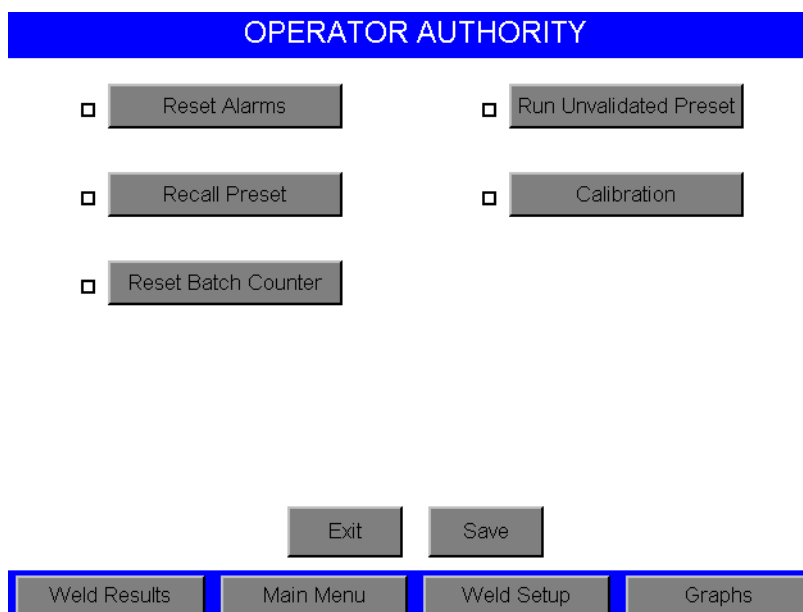 OPERATOR AUTHORITY
Reset Alarms
Run Unvalidated Preset
Recall Preset
Calibration
Reset Batch Counter
Exit
Save
Weld Results
Main Menu
Weld Setup
Graphs